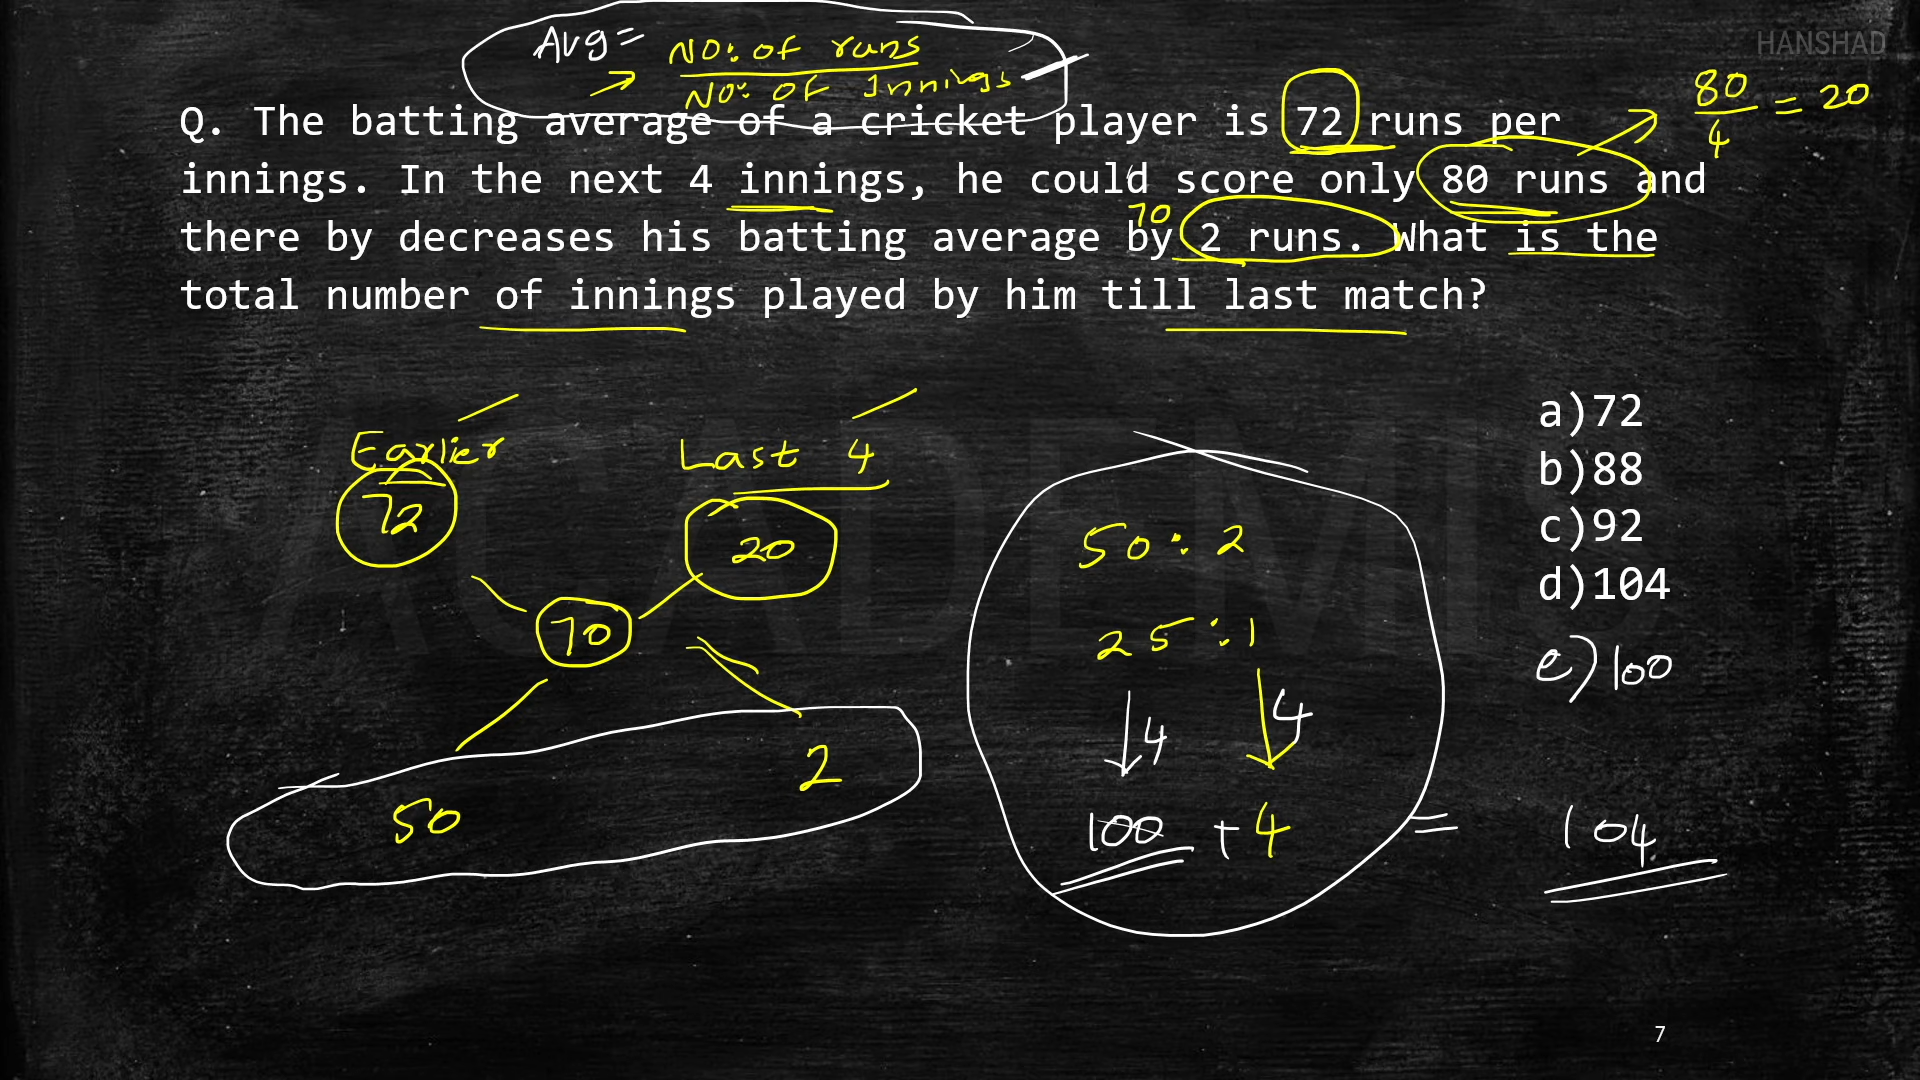 HANSHAD
Avg = No: of runs
No: of Innings
80
4 = 20
Q. The batting average of a cricket player is 72 runs per
innings. In the next 4 innings, he could score only 80 runs and
70
there by decreases his batting average by 2 runs. What is the
total number of innings played by him till last match?
Earlier Last 4
72 20
70
50 2
50 : 2
25 : 1
4 4
100 + 4 = 104
a)72
b)88
c)92
d)104
e)100
ACADEMIS
7